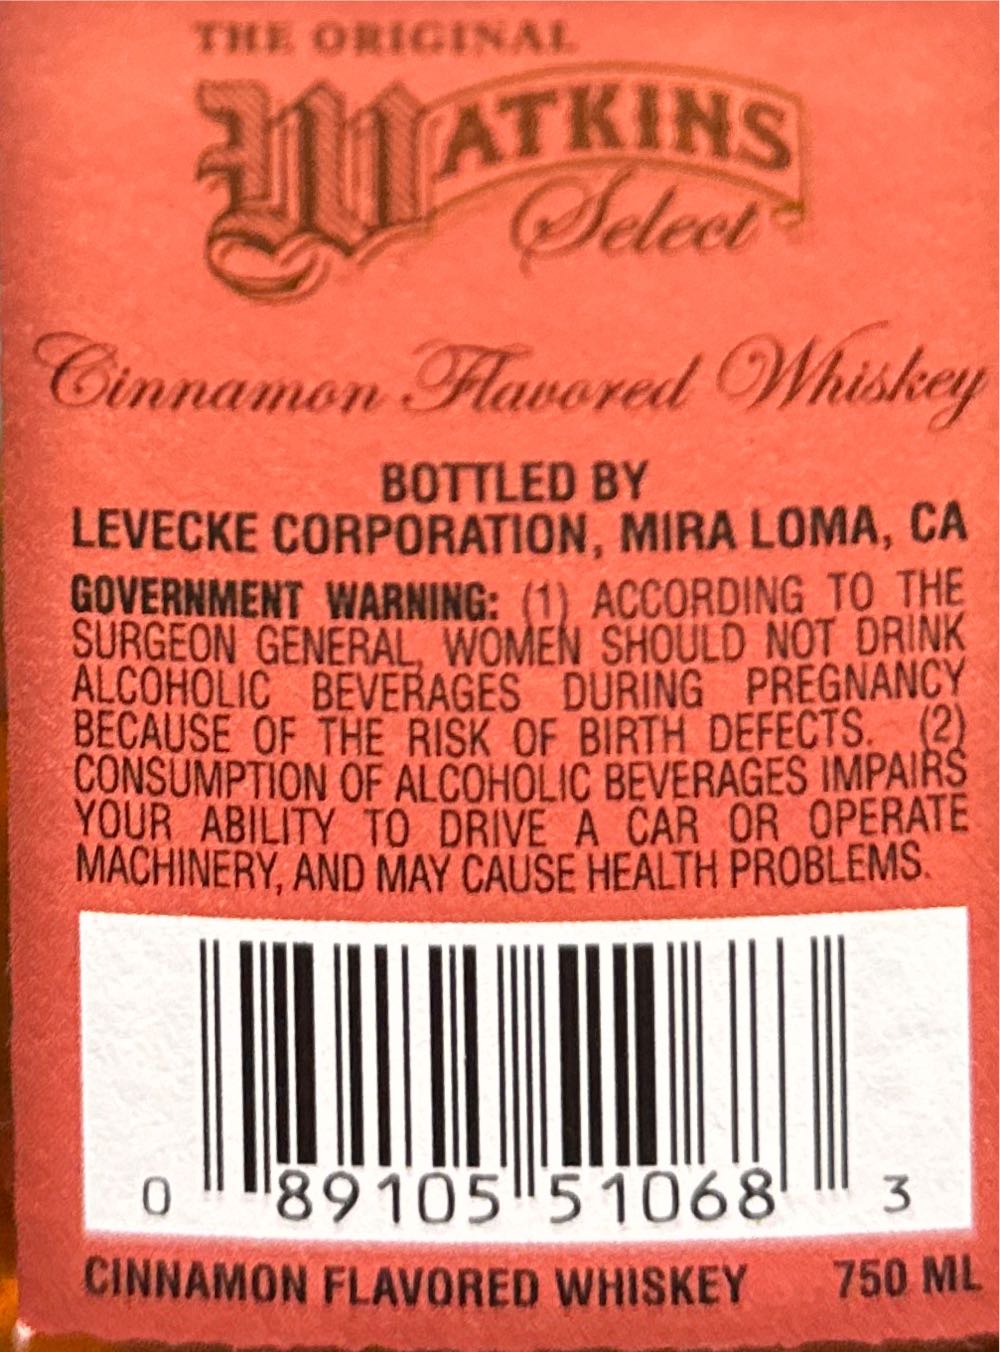 THE ORIGINAL
WATKINS
Select
Cinnamon Flavored Whiskey
BOTTLED BY
LEVECKE CORPORATION, MIRA LOMA, CA
GOVERNMENT WARNING: (1) ACCORDING TO THE
SURGEON GENERAL, WOMEN SHOULD NOT DRINK
ALCOHOLIC BEVERAGES DURING PREGNANCY
BECAUSE OF THE RISK OF BIRTH DEFECTS. (2)
CONSUMPTION OF ALCOHOLIC BEVERAGES IMPAIRS
YOUR ABILITY TO DRIVE A CAR OR OPERATE
MACHINERY, AND MAY CAUSE HEALTH PROBLEMS.
0 89105 51068 3
CINNAMON FLAVORED WHISKEY 750 ML